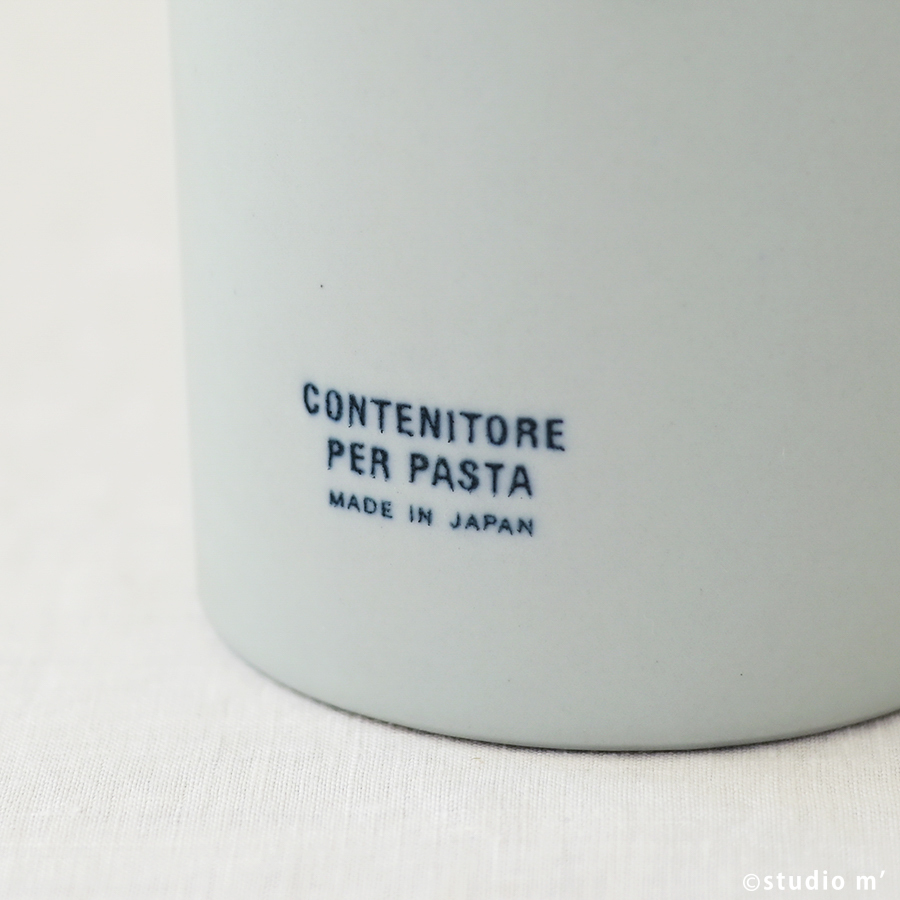 CONTENITORE
PER PASTA
MADE IN JAPAN
©studio m'